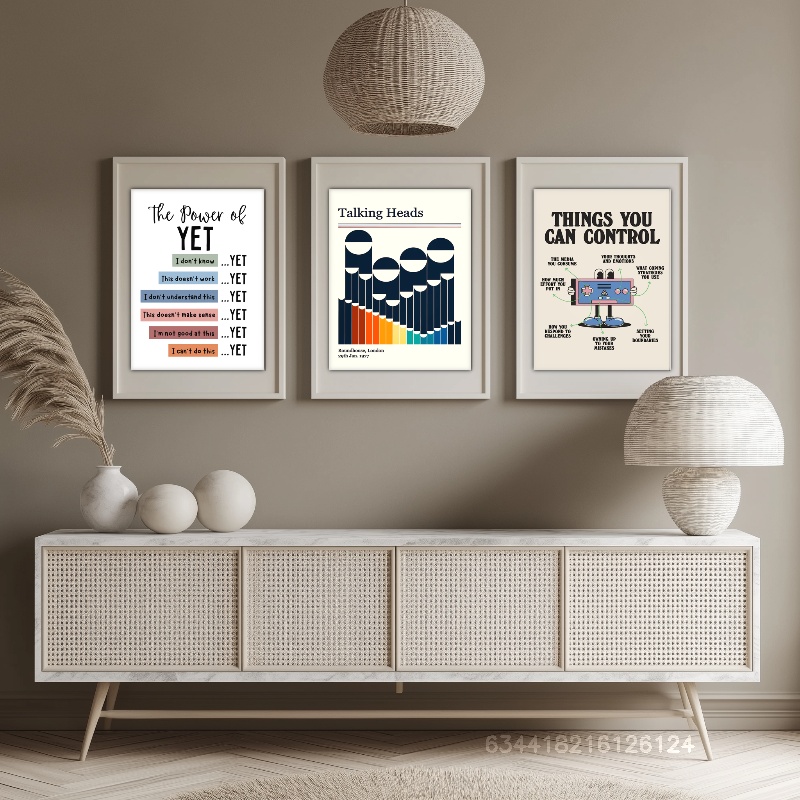 The Power of
YET
I don't know ...YET
This doesn't work ...YET
I don't understand this ...YET
This doesn't make sense ...YET
I'm not good at this ...YET
I can't do this ...YET
Talking Heads
Roundhouse, London
THINGS YOU
CAN CONTROL
THE MEDIA
YOU CONSUME
YOUR THOUGHTS
AND EMOTIONS
WHAT COPING
STRATEGIES
YOU USE
HOW MUCH
EFFORT YOU
PUT IN
HOW YOU
RESPOND TO
CHALLENGES
OWNING UP
TO YOUR
MISTAKES
SETTING
YOUR
BOUNDARIES
634418216126124